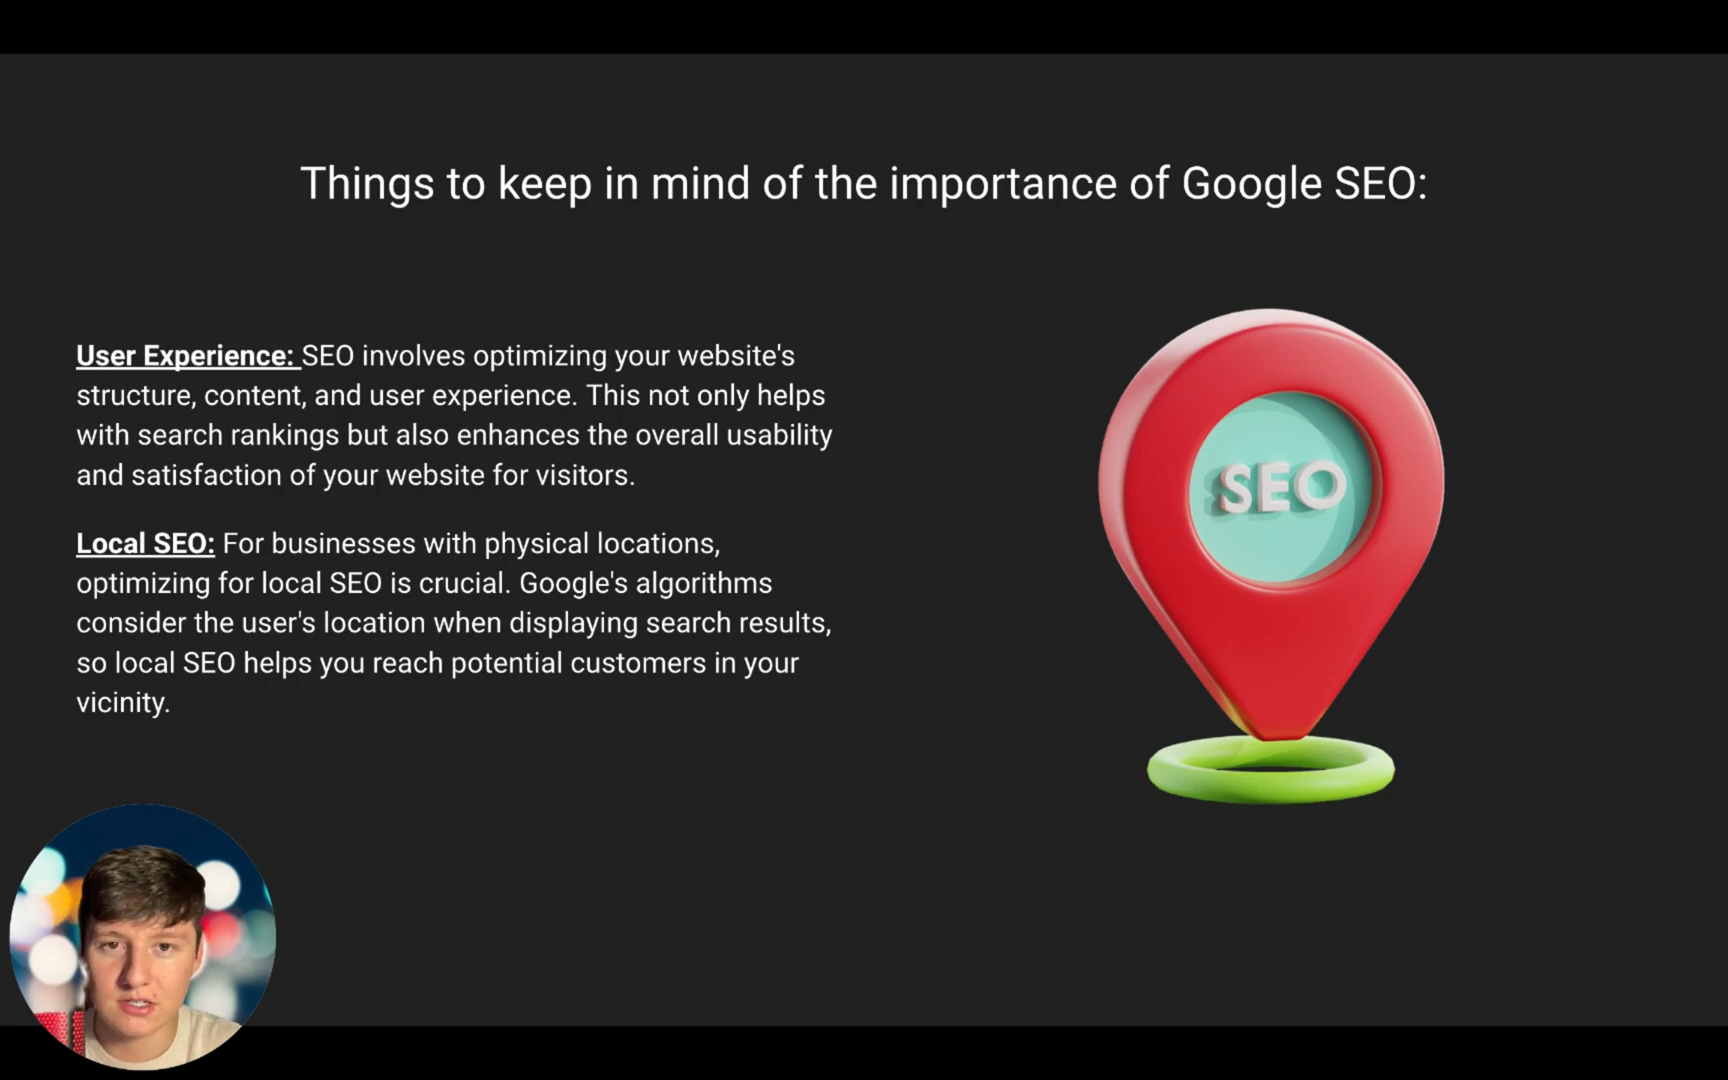 Things to keep in mind of the importance of Google SEO:
User Experience: SEO involves optimizing your website's
structure, content, and user experience. This not only helps
with search rankings but also enhances the overall usability
and satisfaction of your website for visitors.
Local SEO: For businesses with physical locations,
optimizing for local SEO is crucial. Google's algorithms
consider the user's location when displaying search results,
so local SEO helps you reach potential customers in your
vicinity.
SEO